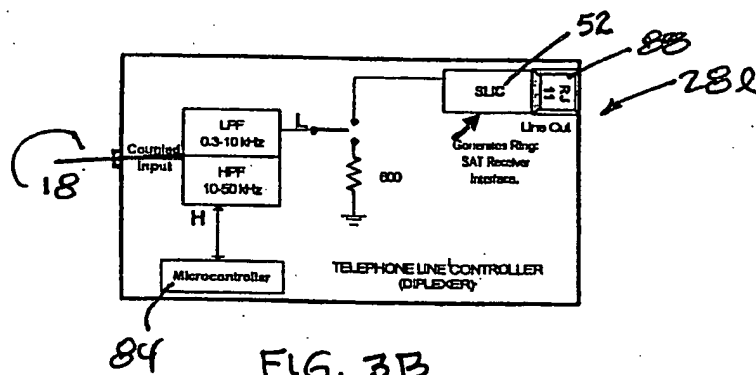 52
88
28l
SLIC
RJ
11
Line Out
LPF
0.3-10 kHz
L
Coupled
Input
HPF
10-50 kHz
600
Generates Ring:
SAT Receiver
Interface.
18
H
Microcontroller
TELEPHONE LINE CONTROLLER
(DIPLEXER)
84
FIG. 3B